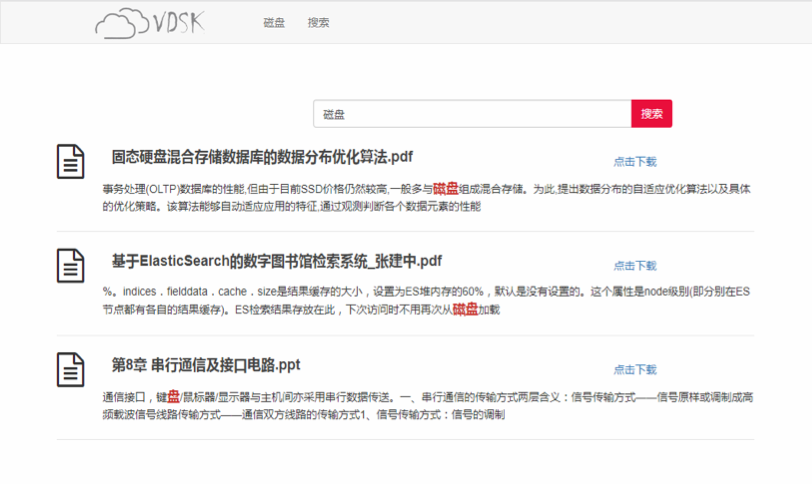 VDSK 磁盘 搜索
磁盘 搜索
固态硬盘混合存储数据库的数据分布优化算法.pdf 点击下载
事务处理(OLTP)数据库的性能,但由于目前SSD价格仍然较高,一般多与磁盘组成混合存储。为此,提出数据分布的自适应优化算法以及具体
的优化策略。该算法能够自动适应应用的特征,通过观测判断各个数据元素的性能
基于ElasticSearch的数字图书馆检索系统_张建中.pdf 点击下载
%。indices．fielddata．cache．size是结果缓存的大小，设置为ES堆内存的60%，默认是没有设置的。这个属性是node级别(即分别在ES
节点都有各自的结果缓存)。ES检索结果存放在此，下次访问时不用再次从磁盘加载
第8章 串行通信及接口电路.ppt 点击下载
通信接口，键盘/鼠标器/显示器与主机间亦采用串行数据传送。一、串行通信的传输方式两层含义：信号传输方式——信号原样或调制成高
频载波信号线路传输方式——通信双方线路的传输方式1、信号传输方式：信号的调制